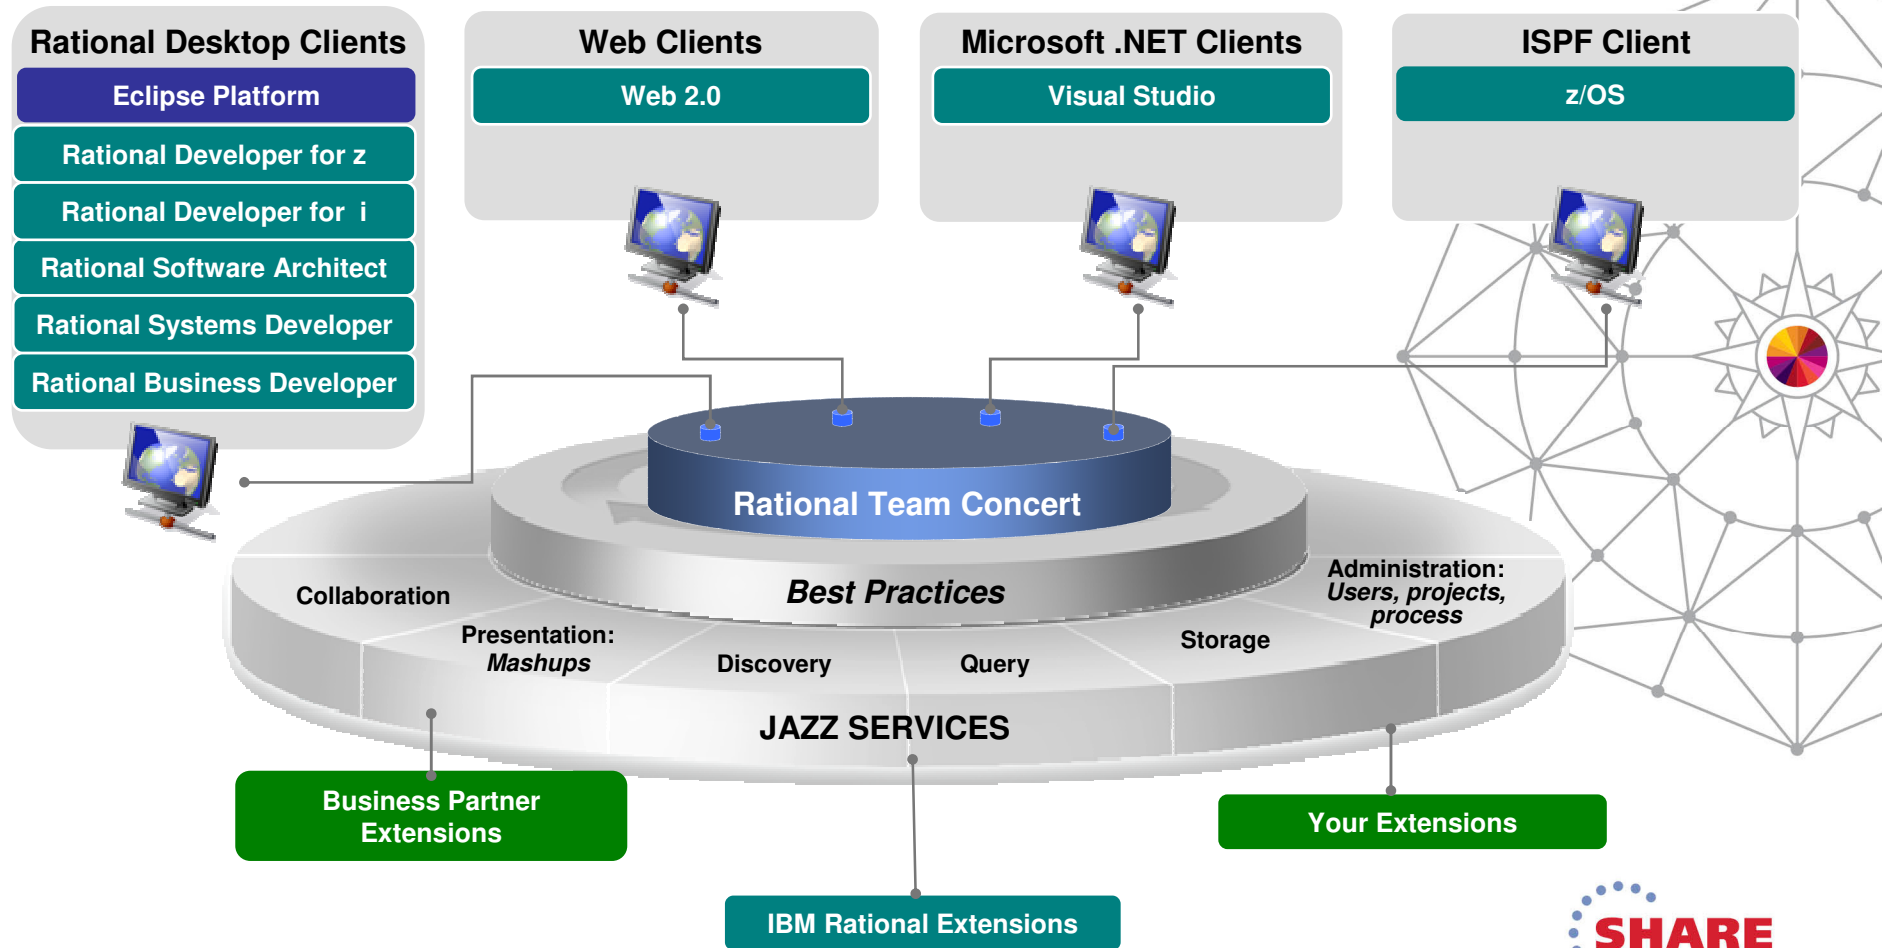 Rational Desktop Clients
Eclipse Platform
Rational Developer for z
Rational Developer for i
Rational Software Architect
Rational Systems Developer
Rational Business Developer
Web Clients
Web 2.0
Microsoft .NET Clients
Visual Studio
ISPF Client
z/OS
Rational Team Concert
Best Practices
Collaboration
Presentation:
Mashups
Discovery
Query
Storage
Administration:
Users, projects,
process
JAZZ SERVICES
Business Partner
Extensions
IBM Rational Extensions
Your Extensions
SHARE